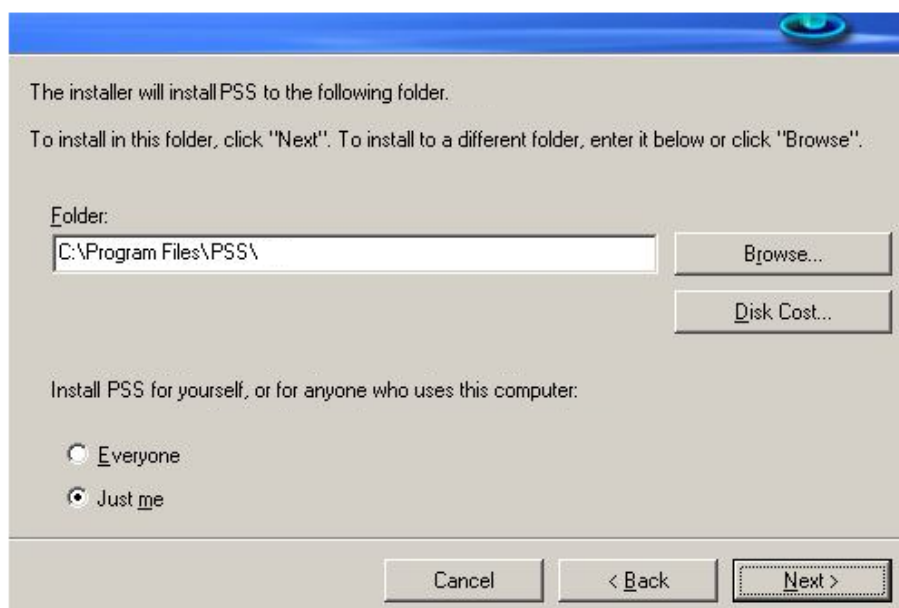 The installer will install PSS to the following folder.
To install in this folder, click "Next". To install to a different folder, enter it below or click "Browse".
Folder:
C:\Program Files\PSS\
Browse...
Disk Cost...
Install PSS for yourself, or for anyone who uses this computer:
Everyone
Just me
Cancel
< Back
Next >